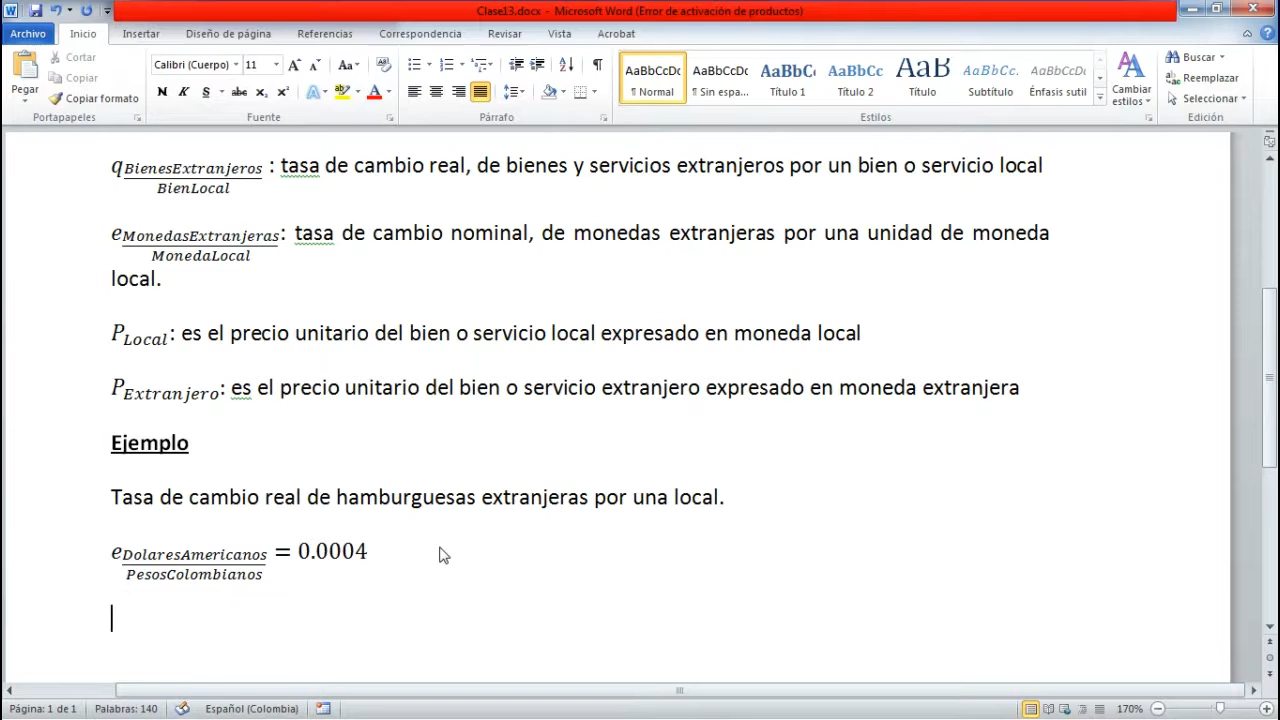 Clase13.docx - Microsoft Word (Error de activación de productos)
Archivo Inicio Insertar Diseño de página Referencias Correspondencia Revisar Vista Acrobat
Pegar
Cortar
Copiar
Copiar formato
Portapapeles
Calibri (Cuerpo) 11
N K S abc x₂ x²
Fuente
Párrafo
AaBbCcDc AaBbCcDc AaBbC AaBbCc AaB AaBbCc. AaBbCcDc
¶ Normal ¶ Sin espa... Título 1 Título 2 Título Subtítulo Énfasis sutil
Estilos
Cambiar estilos
Buscar
Reemplazar
Seleccionar
Edición
q BienesExtranjeros : tasa de cambio real, de bienes y servicios extranjeros por un bien o servicio local
BienLocal
e MonedasExtranjeras: tasa de cambio nominal, de monedas extranjeras por una unidad de moneda
MonedaLocal
local.
P Local: es el precio unitario del bien o servicio local expresado en moneda local
P Extranjero: es el precio unitario del bien o servicio extranjero expresado en moneda extranjera
Ejemplo
Tasa de cambio real de hamburguesas extranjeras por una local.
e DolaresAmericanos = 0.0004
PesosColombianos
Página: 1 de 1 Palabras: 140 Español (Colombia) 170%